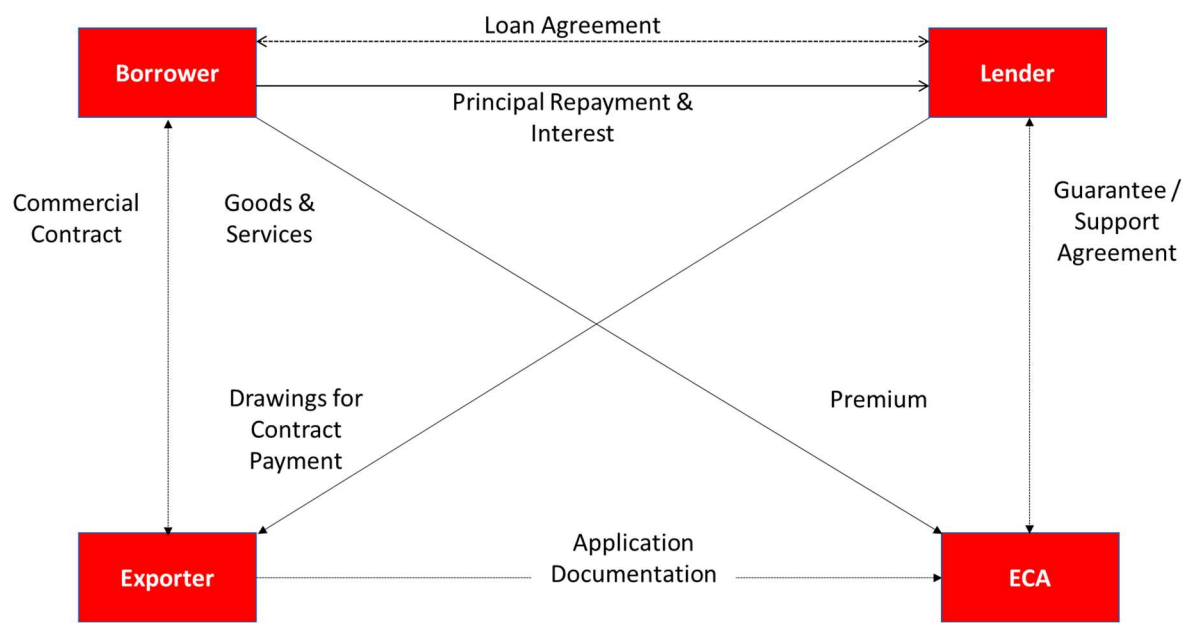 Loan Agreement
Borrower
Lender
Principal Repayment &
Interest
Commercial
Contract
Goods &
Services
Guarantee /
Support
Agreement
Drawings for
Contract
Payment
Premium
Application
Documentation
Exporter
ECA